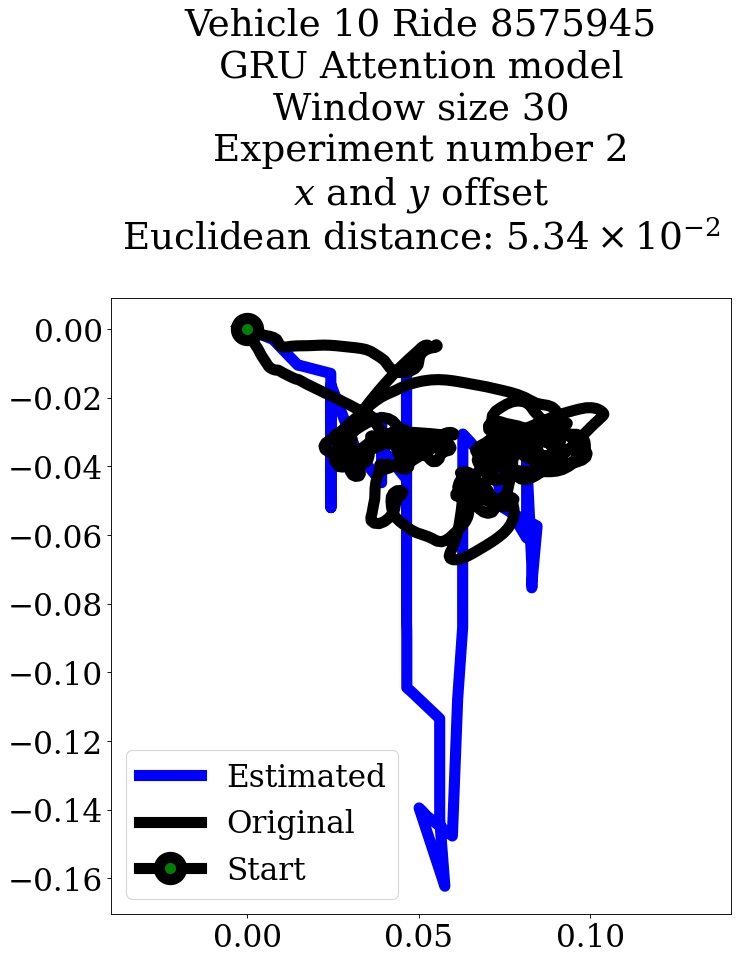 Vehicle 10 Ride 8575945
GRU Attention model
Window size 30
Experiment number 2
x and y offset
Euclidean distance: 5.34 × 10⁻²
0.00
−0.02
−0.04
−0.06
−0.08
−0.10
−0.12
−0.14
−0.16
Estimated
Original
Start
0.00 0.05 0.10